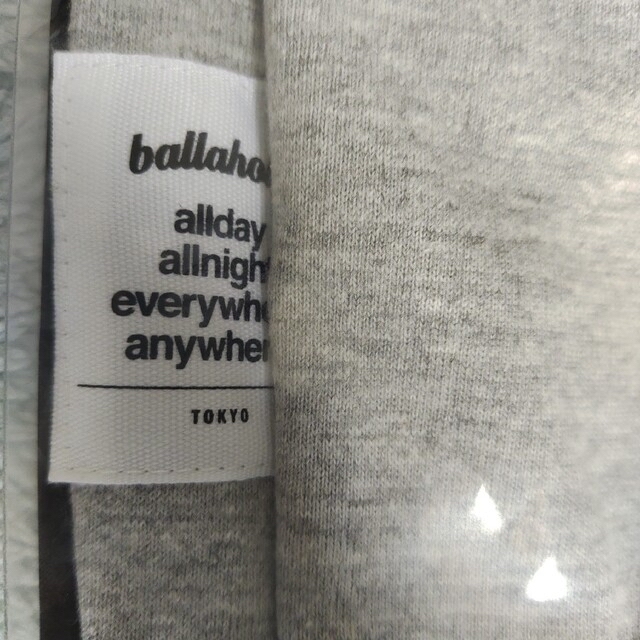 ballaho
allday
allnigh
everywhe
anywher
TOKYO